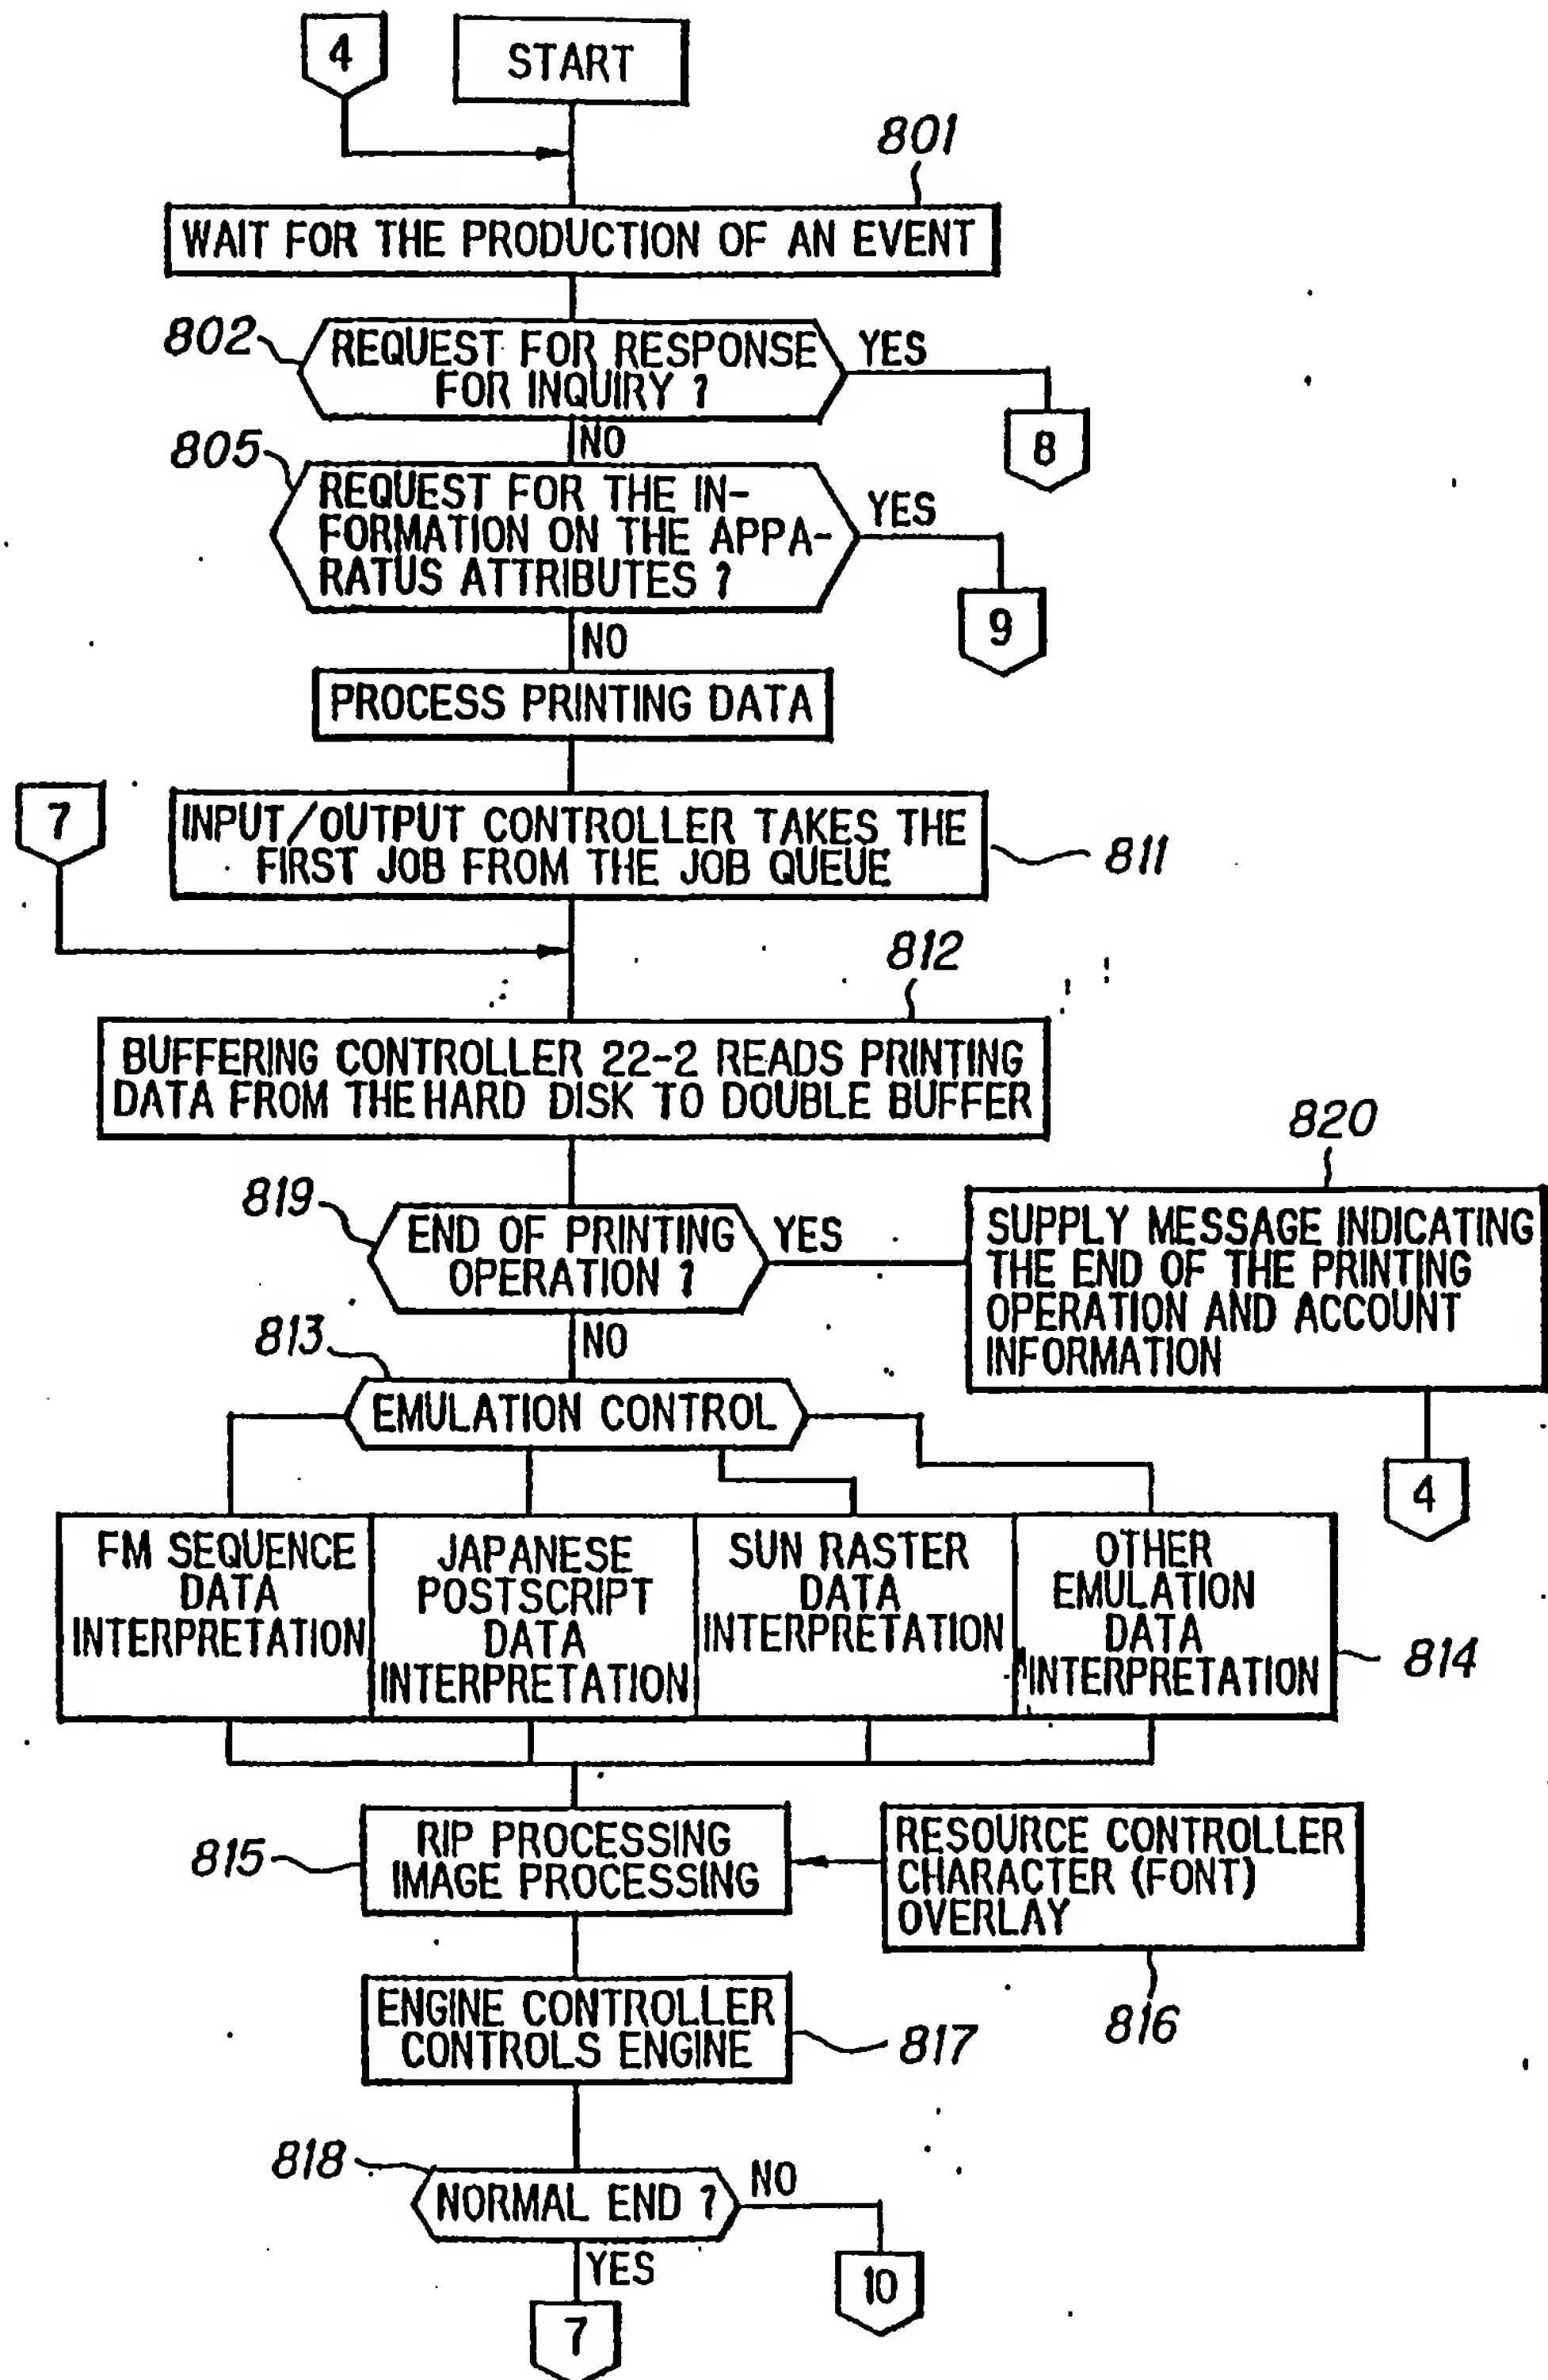 4
START
801
WAIT FOR THE PRODUCTION OF AN EVENT
802
REQUEST FOR RESPONSE
FOR INQUIRY ?
YES
8
NO
805
REQUEST FOR THE IN-
FORMATION ON THE APPA-
RATUS ATTRIBUTES ?
YES
9
NO
PROCESS PRINTING DATA
7
INPUT/OUTPUT CONTROLLER TAKES THE
FIRST JOB FROM THE JOB QUEUE
811
812
BUFFERING CONTROLLER 22-2 READS PRINTING
DATA FROM THE HARD DISK TO DOUBLE BUFFER
819
END OF PRINTING
OPERATION ?
YES
820
SUPPLY MESSAGE INDICATING
THE END OF THE PRINTING
OPERATION AND ACCOUNT
INFORMATION
4
NO
813
EMULATION CONTROL
FM SEQUENCE
DATA
INTERPRETATION
JAPANESE
POSTSCRIPT
DATA
INTERPRETATION
SUN RASTER
DATA
INTERPRETATION
OTHER
EMULATION
DATA
INTERPRETATION
814
815
RIP PROCESSING
IMAGE PROCESSING
RESOURCE CONTROLLER
CHARACTER (FONT)
OVERLAY
816
ENGINE CONTROLLER
CONTROLS ENGINE
817
818
NORMAL END ?
NO
10
YES
7